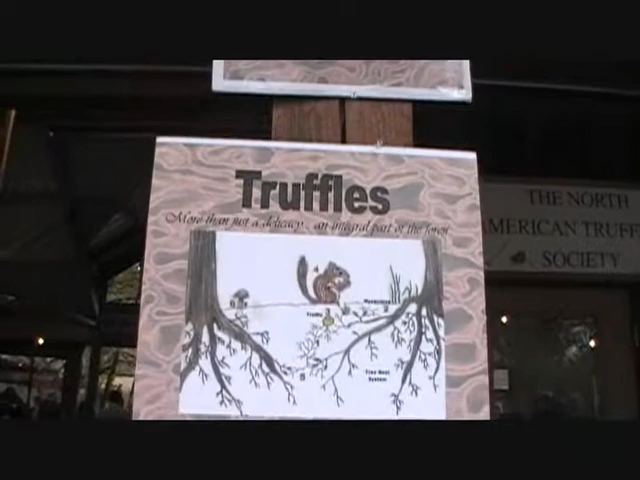 Truffles
More than just a delicacy... an integral part of the forest
Truffle
Tree Root
System
THE NORTH
AMERICAN TRUFF
SOCIETY